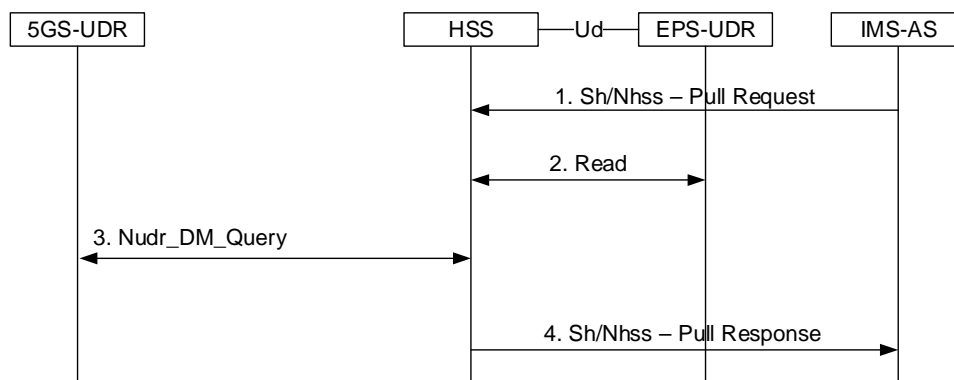 5GS-UDR
HSS
Ud
EPS-UDR
IMS-AS
1. Sh/Nhss – Pull Request
2. Read
3. Nudr_DM_Query
4. Sh/Nhss – Pull Response